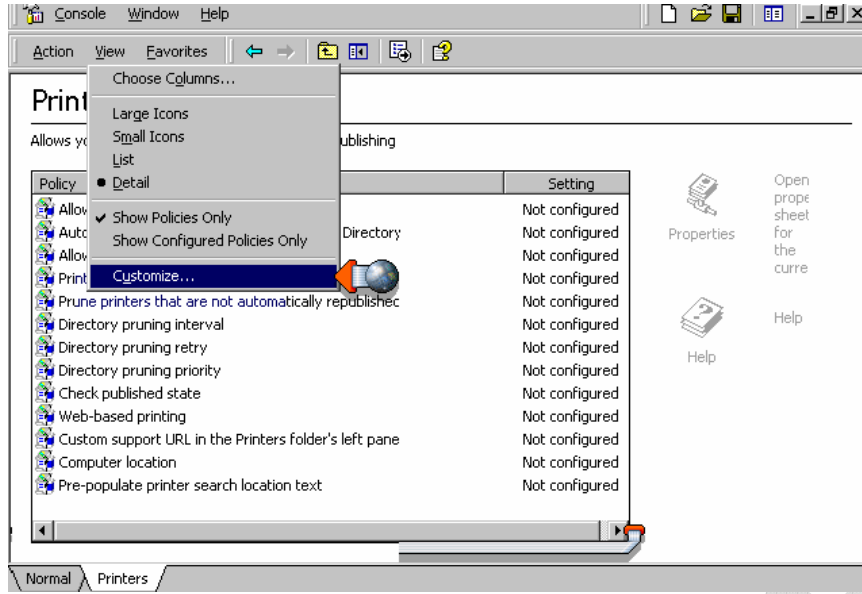 Console Window Help
Action View Favorites
Choose Columns...
Large Icons
Small Icons
List
Detail
Show Policies Only
Show Configured Policies Only
Customize...
Print
Allows yo ublishing
Policy Setting
Allow Not configured
Auto Directory Not configured
Allow Not configured
Print Not configured
Prune printers that are not automatically republished Not configured
Directory pruning interval Not configured
Directory pruning retry Not configured
Directory pruning priority Not configured
Check published state Not configured
Web-based printing Not configured
Custom support URL in the Printers folder's left pane Not configured
Computer location Not configured
Pre-populate printer search location text Not configured
Properties
Open
prope
sheet
for
the
curre
Help
Help
Normal Printers